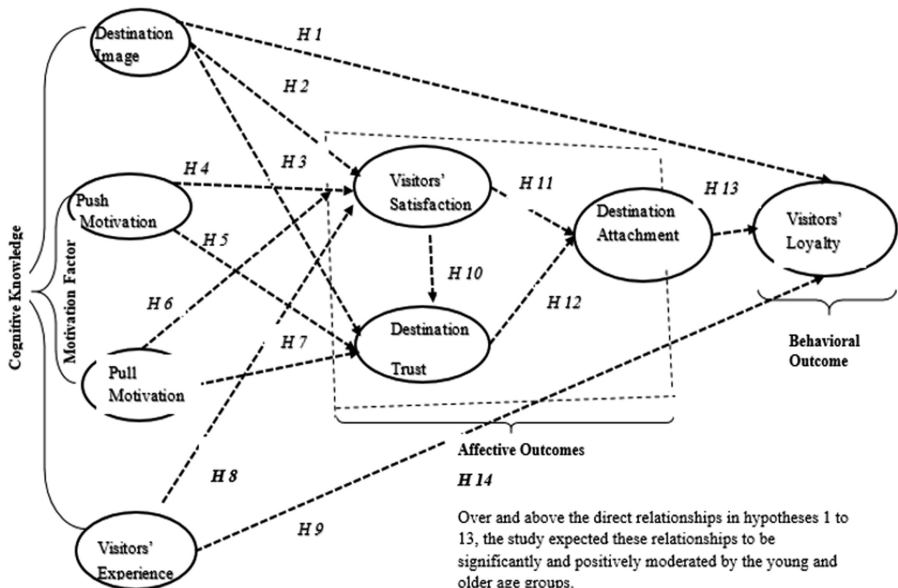 Destination
Image
H 1
H 2
H 3
H 4
Push
Motivation
H 5
Visitors'
Satisfaction
H 11
Destination
Attachment
H 13
Visitors'
Loyalty
Cognitive Knowledge
Motivation Factor
H 6
H 10
H 12
H 7
Destination
Trust
Pull
Motivation
Behavioral
Outcome
H 8
Affective Outcomes
H 14
H 9
Visitors'
Experience
Over and above the direct relationships in hypotheses 1 to
13, the study expected these relationships to be
significantly and positively moderated by the young and
older age groups.